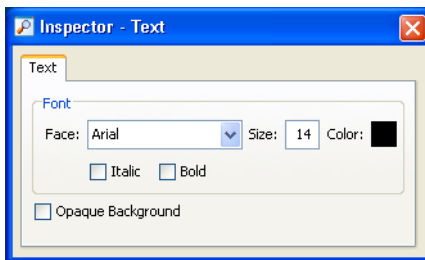 Inspector - Text
Text
Font
Face: Arial Size: 14 Color:
Italic Bold
Opaque Background